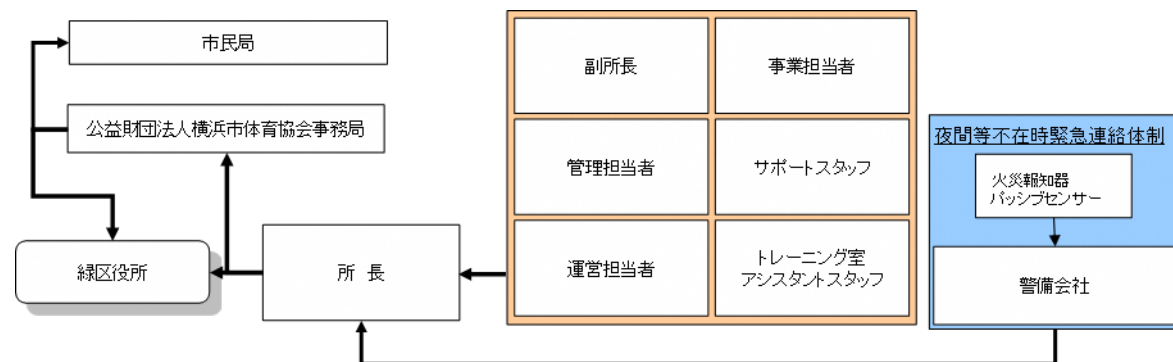 市民局
公益財団法人横浜市体育協会事務局
緑区役所
所 長
副所長
事業担当者
管理担当者
サポートスタッフ
運営担当者
トレーニング室
アシスタントスタッフ
夜間等不在時緊急連絡体制
火災報知器
パッシブセンサー
警備会社